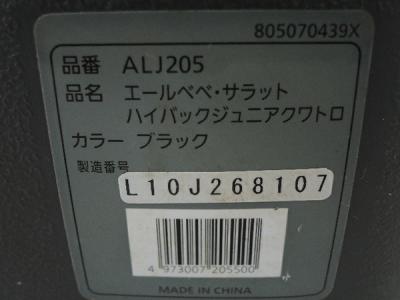 805070439X
品番 ALJ205
品名 エールベベ・サラット
ハイバックジュニアクワトロ
カラー ブラック
製造番号
L10J268107
4 973007 205500
MADE IN CHINA